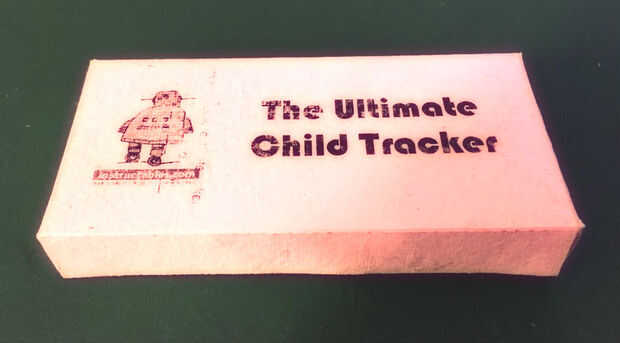 The Ultimate
Child Tracker
instructables.com